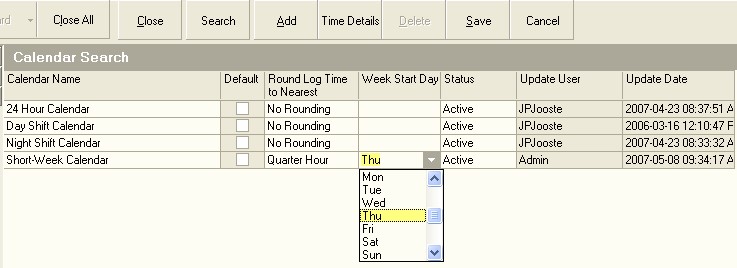 rd Close All Close Search Add Time Details Delete Save Cancel
Calendar Search
Calendar Name Default Round Log Time to Nearest Week Start Day Status Update User Update Date
24 Hour Calendar No Rounding Active JPJooste 2007-04-23 08:37:51 A
Day Shift Calendar No Rounding Active JPJooste 2006-03-16 12:10:47 F
Night Shift Calendar No Rounding Active JPJooste 2007-04-23 08:33:32 A
Short-Week Calendar Quarter Hour Thu Active Admin 2007-05-08 09:34:17 A
Mon
Tue
Wed
Thu
Fri
Sat
Sun